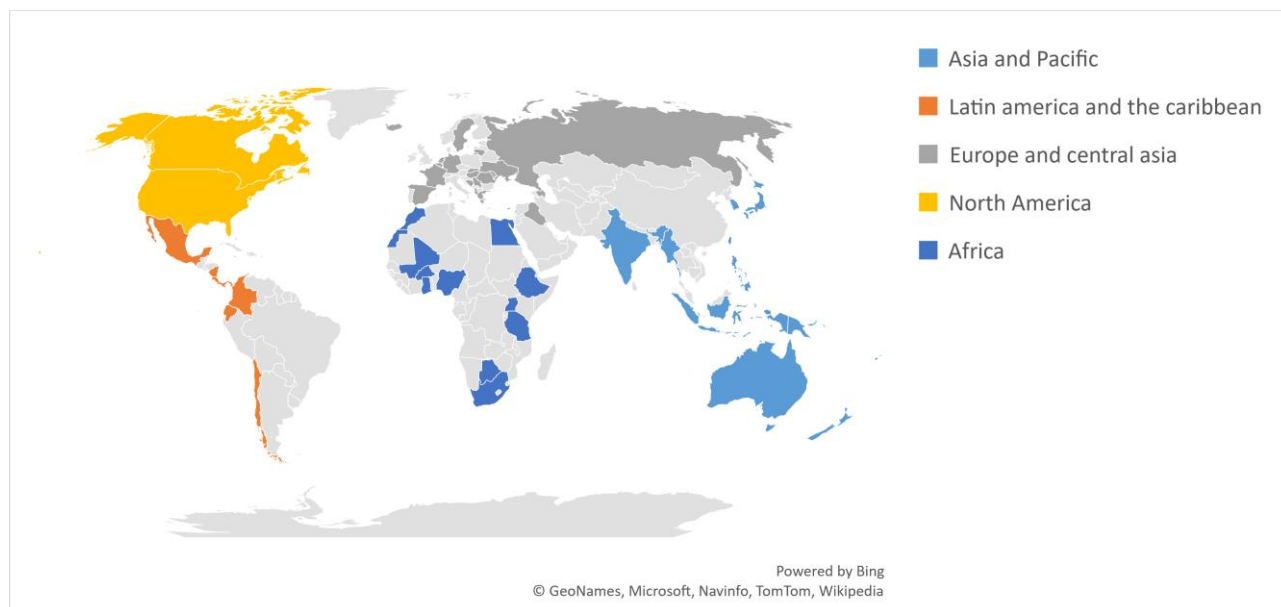 Asia and Pacific
Latin america and the caribbean
Europe and central asia
North America
Africa
Powered by Bing
© GeoNames, Microsoft, Navinfo, TomTom, Wikipedia